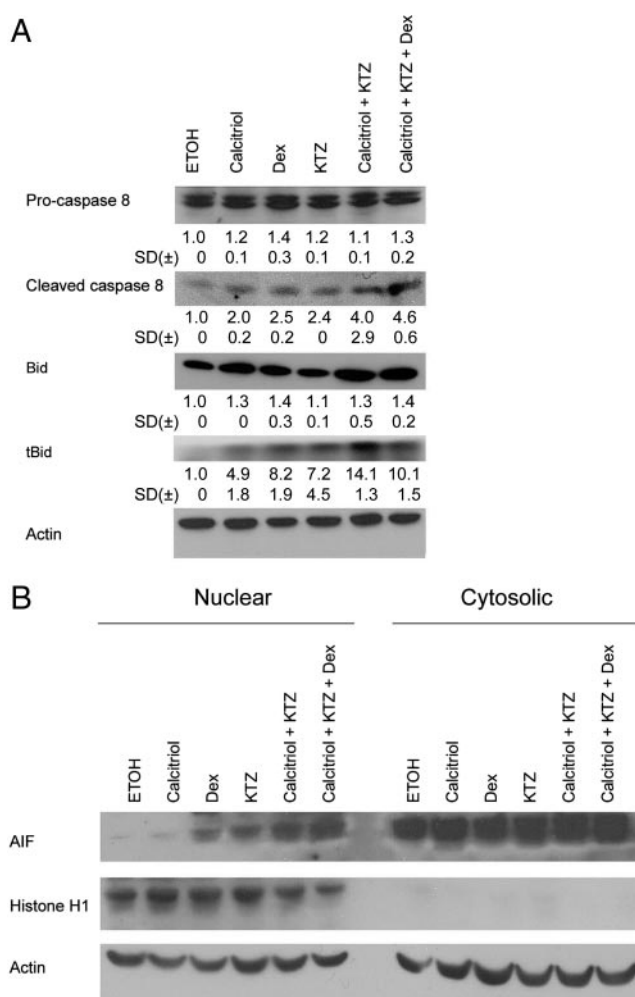 A
ETOH
Calcitriol
Dex
KTZ
Calcitriol + KTZ
Calcitriol + KTZ + Dex
Pro-caspase 8
1.0 1.2 1.4 1.2 1.1 1.3
SD(±) 0 0.1 0.3 0.1 0.1 0.2
Cleaved caspase 8
1.0 2.0 2.5 2.4 4.0 4.6
SD(±) 0 0.2 0.2 0 2.9 0.6
Bid
1.0 1.3 1.4 1.1 1.3 1.4
SD(±) 0 0 0.3 0.1 0.5 0.2
tBid
1.0 4.9 8.2 7.2 14.1 10.1
SD(±) 0 1.8 1.9 4.5 1.3 1.5
Actin
B
Nuclear Cytosolic
ETOH
Calcitriol
Dex
KTZ
Calcitriol + KTZ
Calcitriol + KTZ + Dex
ETOH
Calcitriol
Dex
KTZ
Calcitriol + KTZ
Calcitriol + KTZ + Dex
AIF
Histone H1
Actin